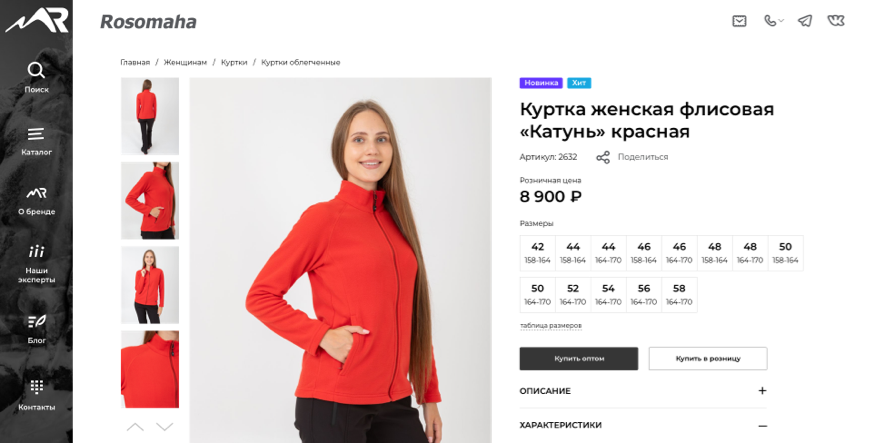 Rosomaha
Поиск
Каталог
О бренде
Наши
эксперты
Блог
Контакты
Главная / Женщинам / Куртки / Куртки облегченные
Новинка Хит
Куртка женская флисовая
«Катунь» красная
Артикул: 2632 Поделиться
Розничная цена
8 900 ₽
Размеры
42 44 44 46 46 48 48 50
158-164 158-164 164-170 158-164 164-170 158-164 164-170 158-164
50 52 54 56 58
164-170 164-170 164-170 164-170 164-170
таблица размеров
Купить оптом Купить в розницу
ОПИСАНИЕ +
ХАРАКТЕРИСТИКИ —